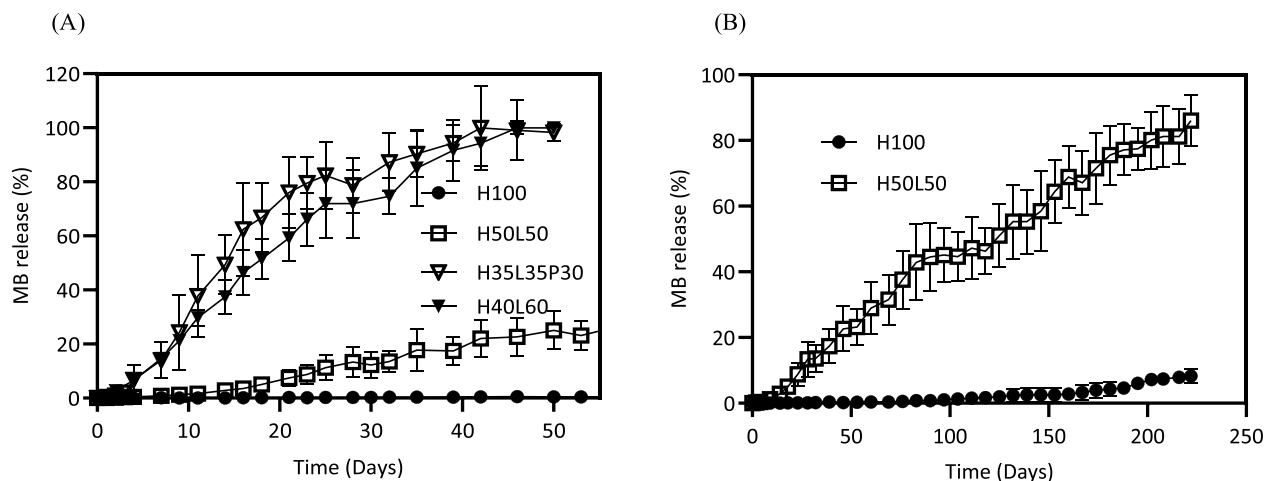 (A)
120
100
80
60
40
20
0
MB release (%)
H100
H50L50
H35L35P30
H40L60
0 10 20 30 40 50
Time (Days)
(B)
100
80
60
40
20
0
MB release (%)
H100
H50L50
0 50 100 150 200 250
Time (Days)